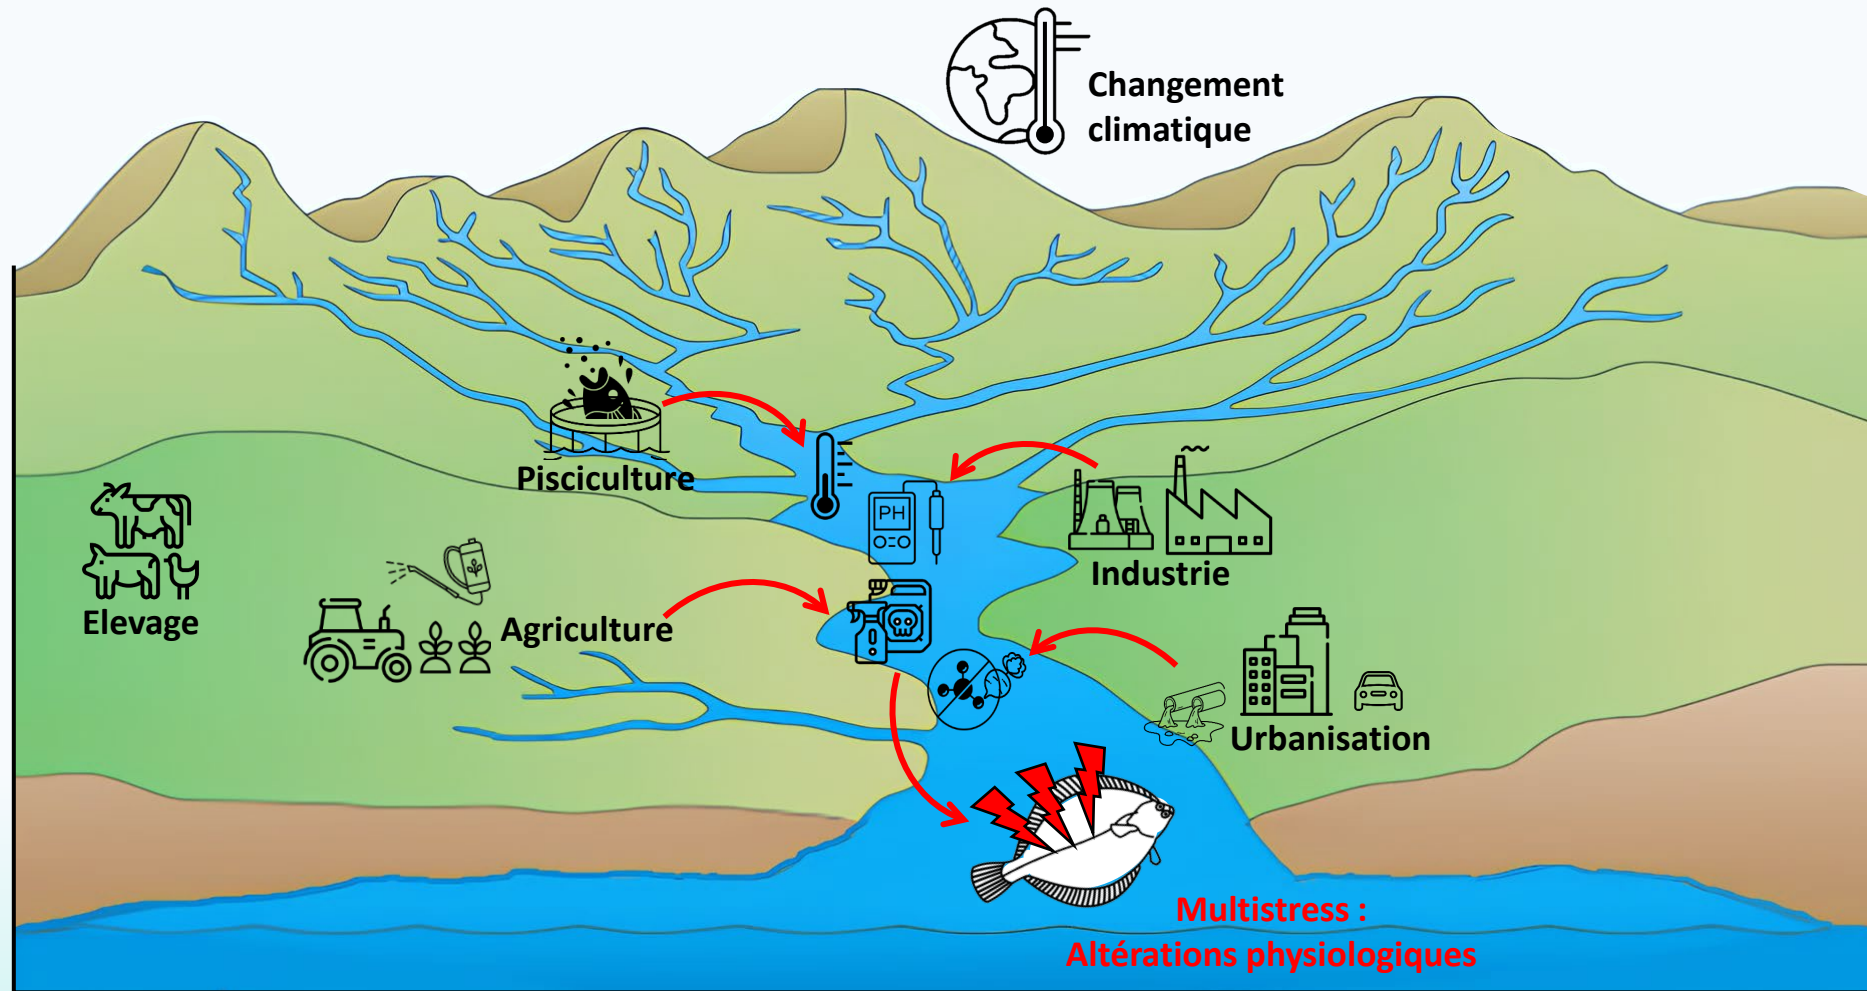 Changement
climatique
Pisciculture
PH
Industrie
Elevage
Agriculture
Urbanisation
Multistress :
Altérations physiologiques